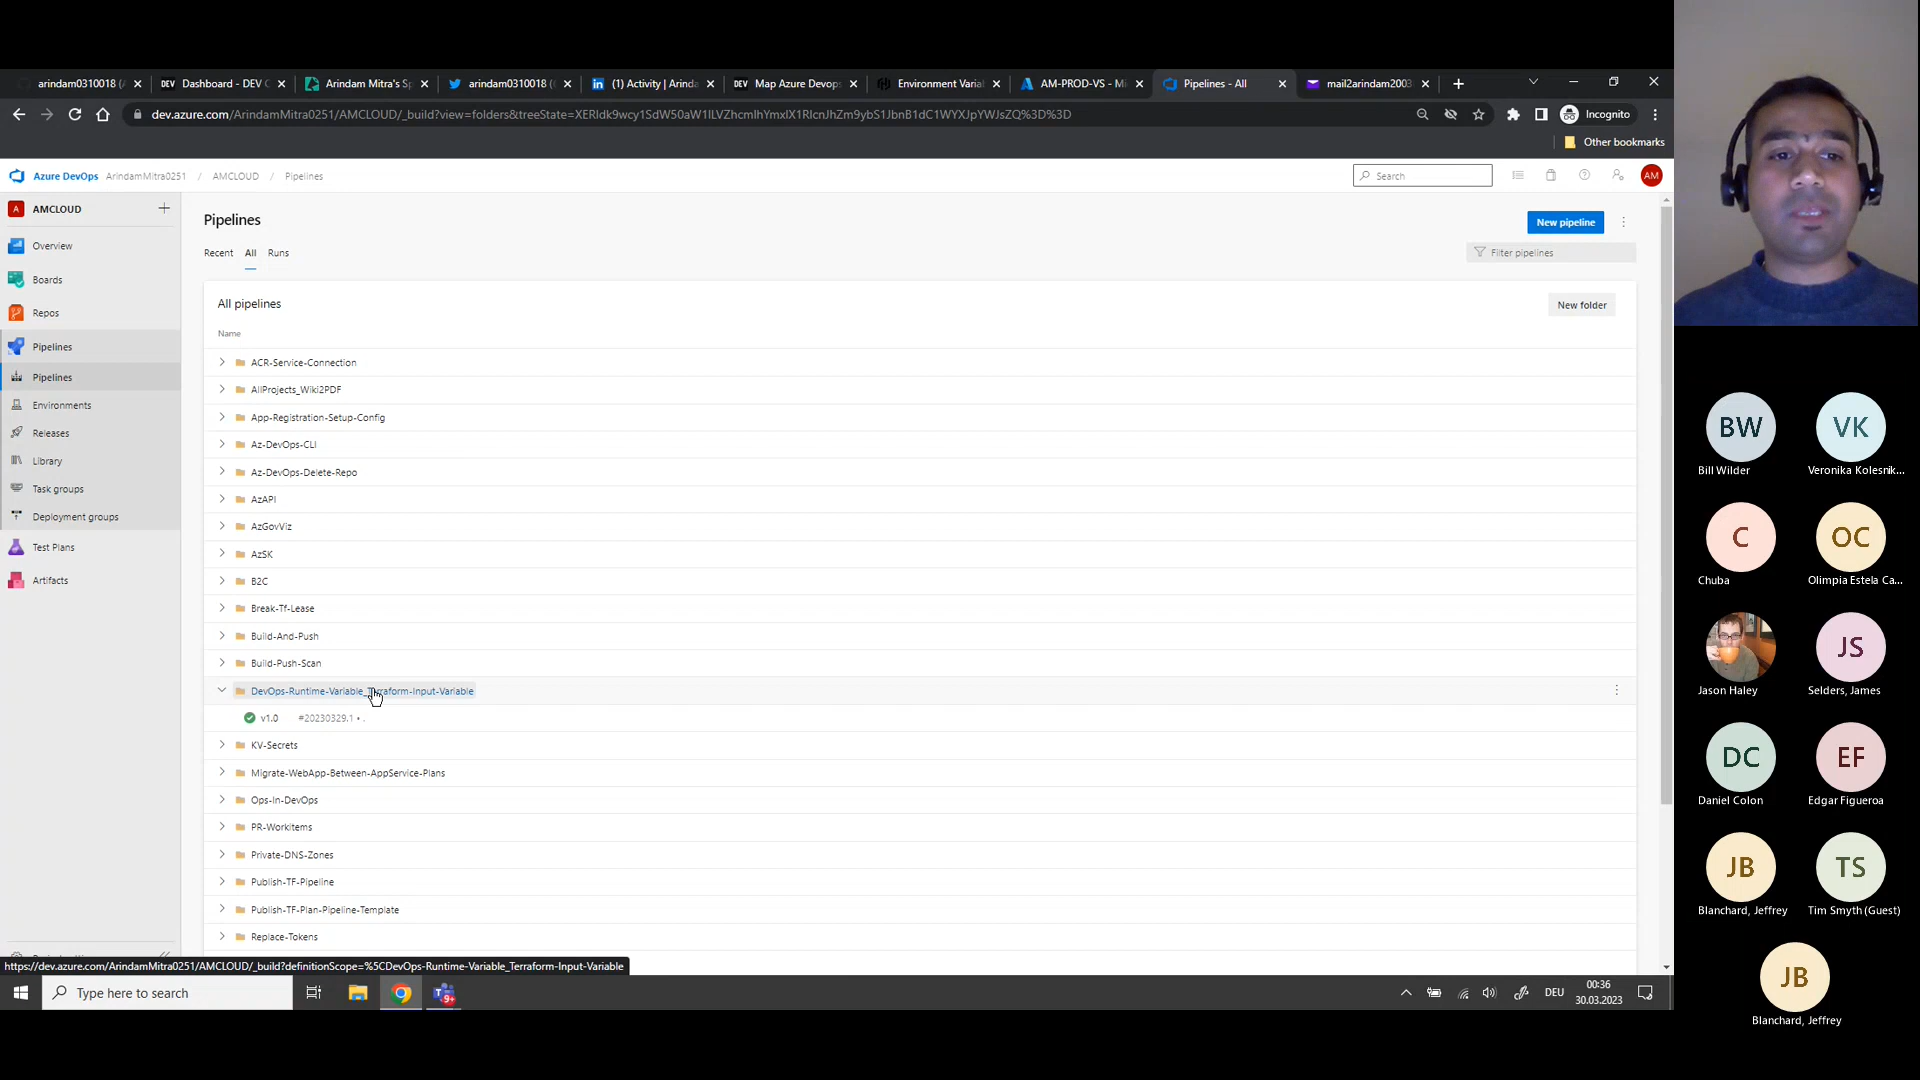 arindam0310018 (
Dashboard - DEV C
Arindam Mitra's Sp
arindam0310018 (
(1) Activity | Arinda
Map Azure Devops
Environment Varia
AM-PROD-VS - Mi
Pipelines - All
mail2arindam2003
dev.azure.com/ArindamMitra0251/AMCLOUD/_build?view=folders&treeState=XERldk9wcy1SdW50aW1lLVZhcmlhYmxlX1RlcnJhZm9ybS1JbnB1dC1WYXJpYWJsZQ%3D%3D
Incognito
Other bookmarks
Azure DevOps ArindamMitra0251 / AMCLOUD / Pipelines
Search
AM
A AMCLOUD
Overview
Boards
Repos
Pipelines
Pipelines
Environments
Releases
Library
Task groups
Deployment groups
Test Plans
Artifacts
Pipelines
New pipeline
Recent All Runs
Filter pipelines
All pipelines
New folder
Name
ACR-Service-Connection
AllProjects_Wiki2PDF
App-Registration-Setup-Config
Az-DevOps-CLI
Az-DevOps-Delete-Repo
AzAPI
AzGovViz
AzSK
B2C
Break-Tf-Lease
Build-And-Push
Build-Push-Scan
DevOps-Runtime-Variable_Terraform-Input-Variable
v1.0 #20230329.1 • .
KV-Secrets
Migrate-WebApp-Between-AppService-Plans
Ops-In-DevOps
PR-Workitems
Private-DNS-Zones
Publish-TF-Pipeline
Publish-TF-Plan-Pipeline-Template
Replace-Tokens
https://dev.azure.com/ArindamMitra0251/AMCLOUD/_build?definitionScope=%5CDevOps-Runtime-Variable_Terraform-Input-Variable
Type here to search
9+
DEU
00:36
30.03.2023
BW
Bill Wilder
VK
Veronika Kolesnik...
C
Chuba
OC
Olimpia Estela Ca...
Jason Haley
JS
Selders, James
DC
Daniel Colon
EF
Edgar Figueroa
JB
Blanchard, Jeffrey
TS
Tim Smyth (Guest)
JB
Blanchard, Jeffrey